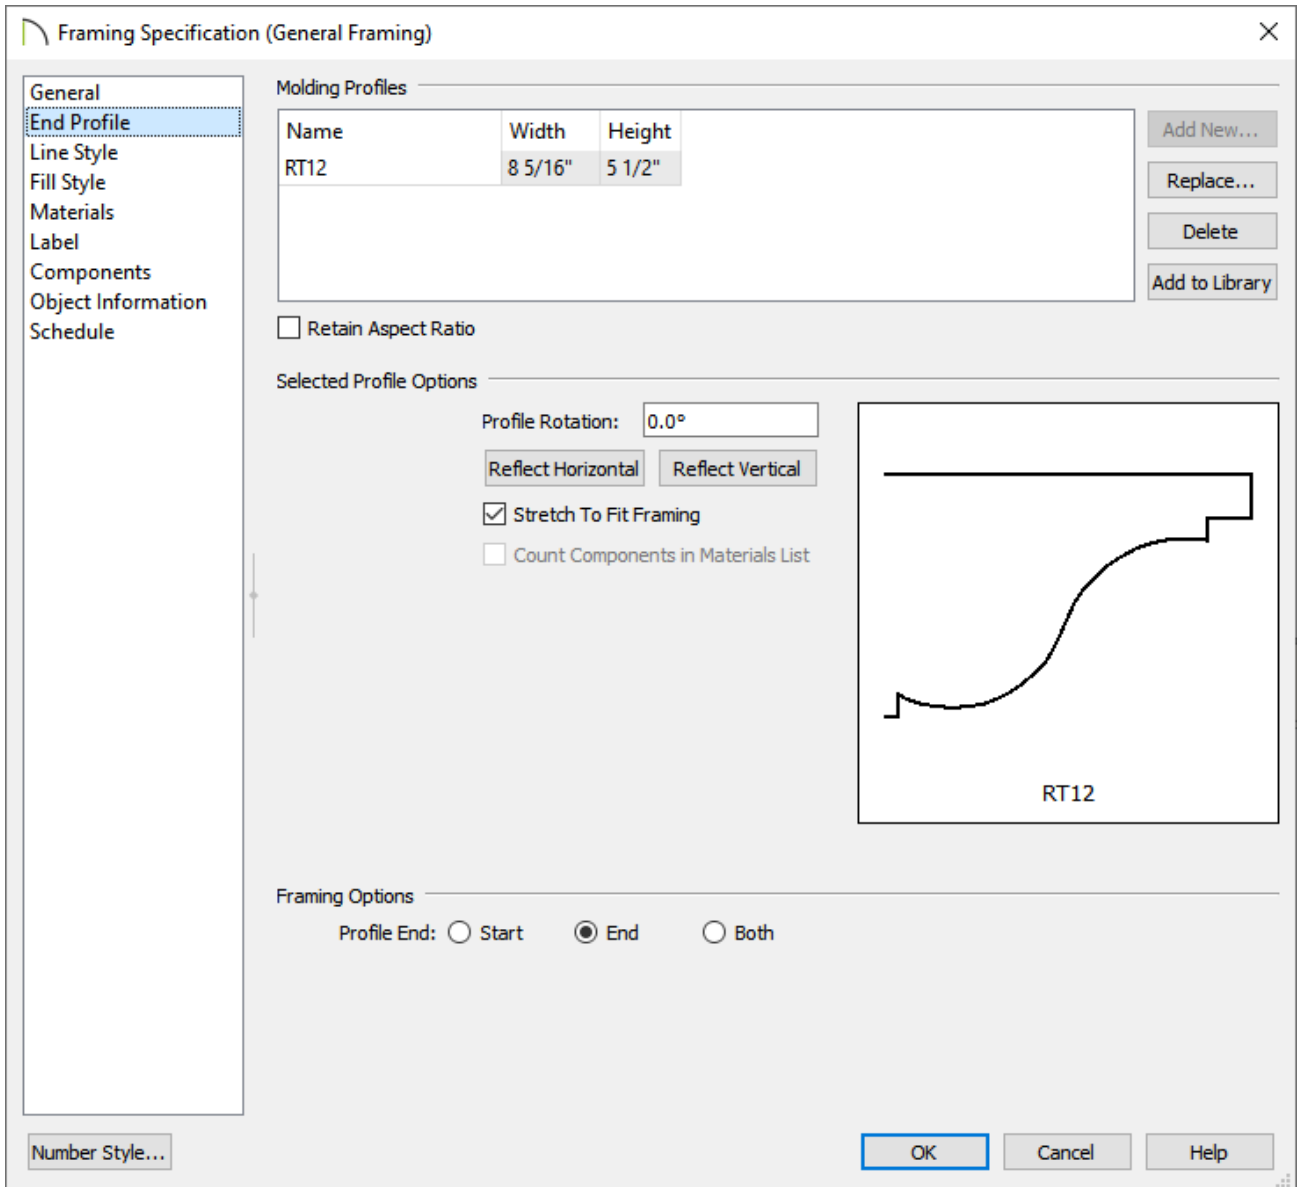 Framing Specification (General Framing)
General
End Profile
Line Style
Fill Style
Materials
Label
Components
Object Information
Schedule
Molding Profiles
Name Width Height
RT12 8 5/16" 5 1/2"
Add New...
Replace...
Delete
Add to Library
Retain Aspect Ratio
Selected Profile Options
Profile Rotation: 0.0°
Reflect Horizontal Reflect Vertical
Stretch To Fit Framing
Count Components in Materials List
RT12
Framing Options
Profile End: Start End Both
Number Style... OK Cancel Help